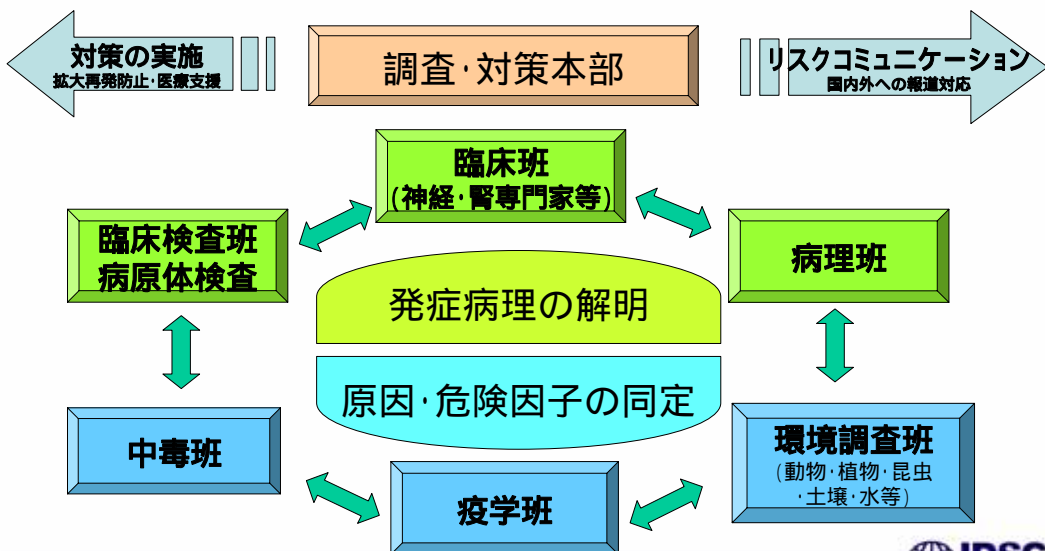 対策の実施
拡大再発防止・医療支援
調査・対策本部
リスクコミュニケーション
国内外への報道対応
臨床班
(神経・腎専門家等)
臨床検査班
病原体検査
病理班
発症病理の解明
原因・危険因子の同定
中毒班
環境調査班
(動物・植物・昆虫
・土壌・水等)
疫学班